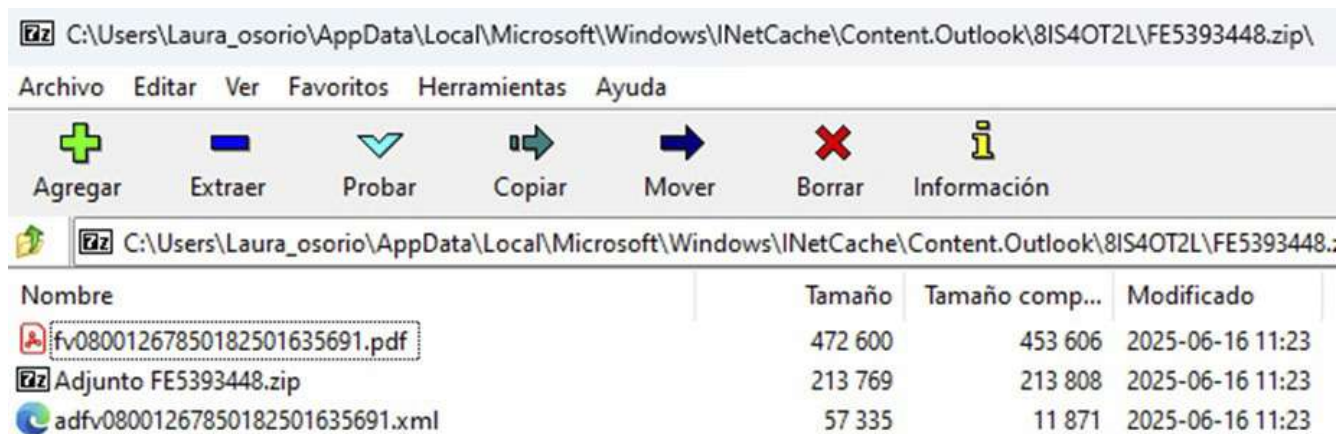 C:\Users\Laura_osorio\AppData\Local\Microsoft\Windows\INetCache\Content.Outlook\8IS4OT2L\FE5393448.zip\
Archivo Editar Ver Favoritos Herramientas Ayuda
Agregar Extraer Probar Copiar Mover Borrar Información
C:\Users\Laura_osorio\AppData\Local\Microsoft\Windows\INetCache\Content.Outlook\8IS4OT2L\FE5393448.z
Nombre Tamaño Tamaño comp... Modificado
fv08001267850182501635691.pdf 472 600 453 606 2025-06-16 11:23
Adjunto FE5393448.zip 213 769 213 808 2025-06-16 11:23
adfv08001267850182501635691.xml 57 335 11 871 2025-06-16 11:23